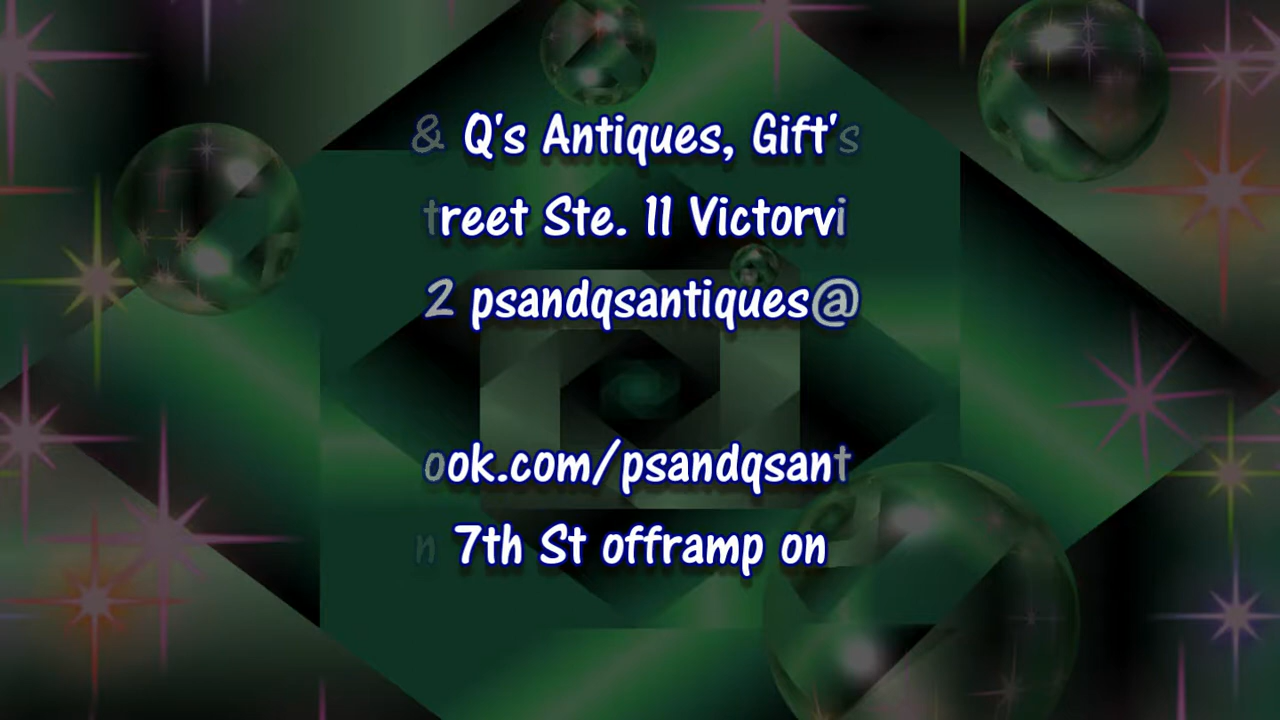 & Q's Antiques, Gift's
treet Ste. 11 Victorvi
2 psandqsantiques@
ook.com/psandqsant
n 7th St offramp on